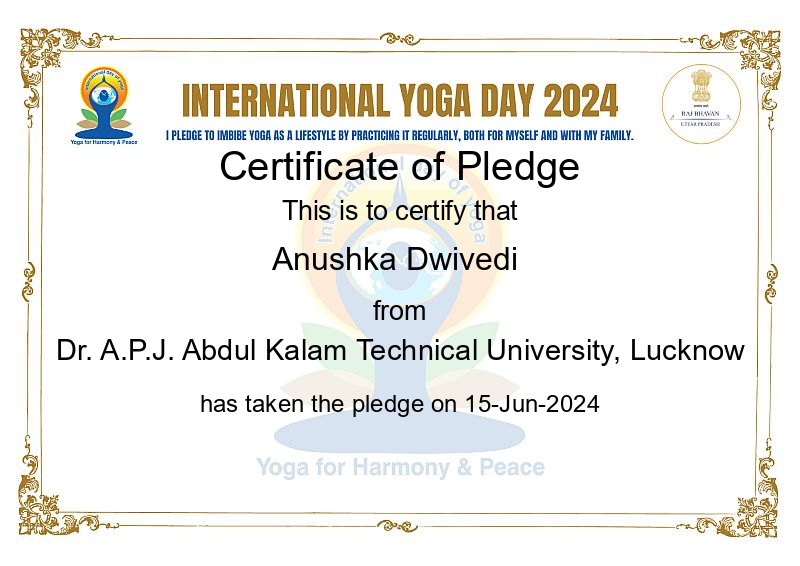 International day of yoga
Yoga for Harmony & Peace
INTERNATIONAL YOGA DAY 2024
I PLEDGE TO IMBIBE YOGA AS A LIFESTYLE BY PRACTICING IT REGULARLY, BOTH FOR MYSELF AND WITH MY FAMILY.
RAJ BHAVAN
UTTAR PRADESH
Certificate of Pledge
International day of yoga
This is to certify that
Anushka Dwivedi
from
Dr. A.P.J. Abdul Kalam Technical University, Lucknow
has taken the pledge on 15-Jun-2024
Yoga for Harmony & Peace